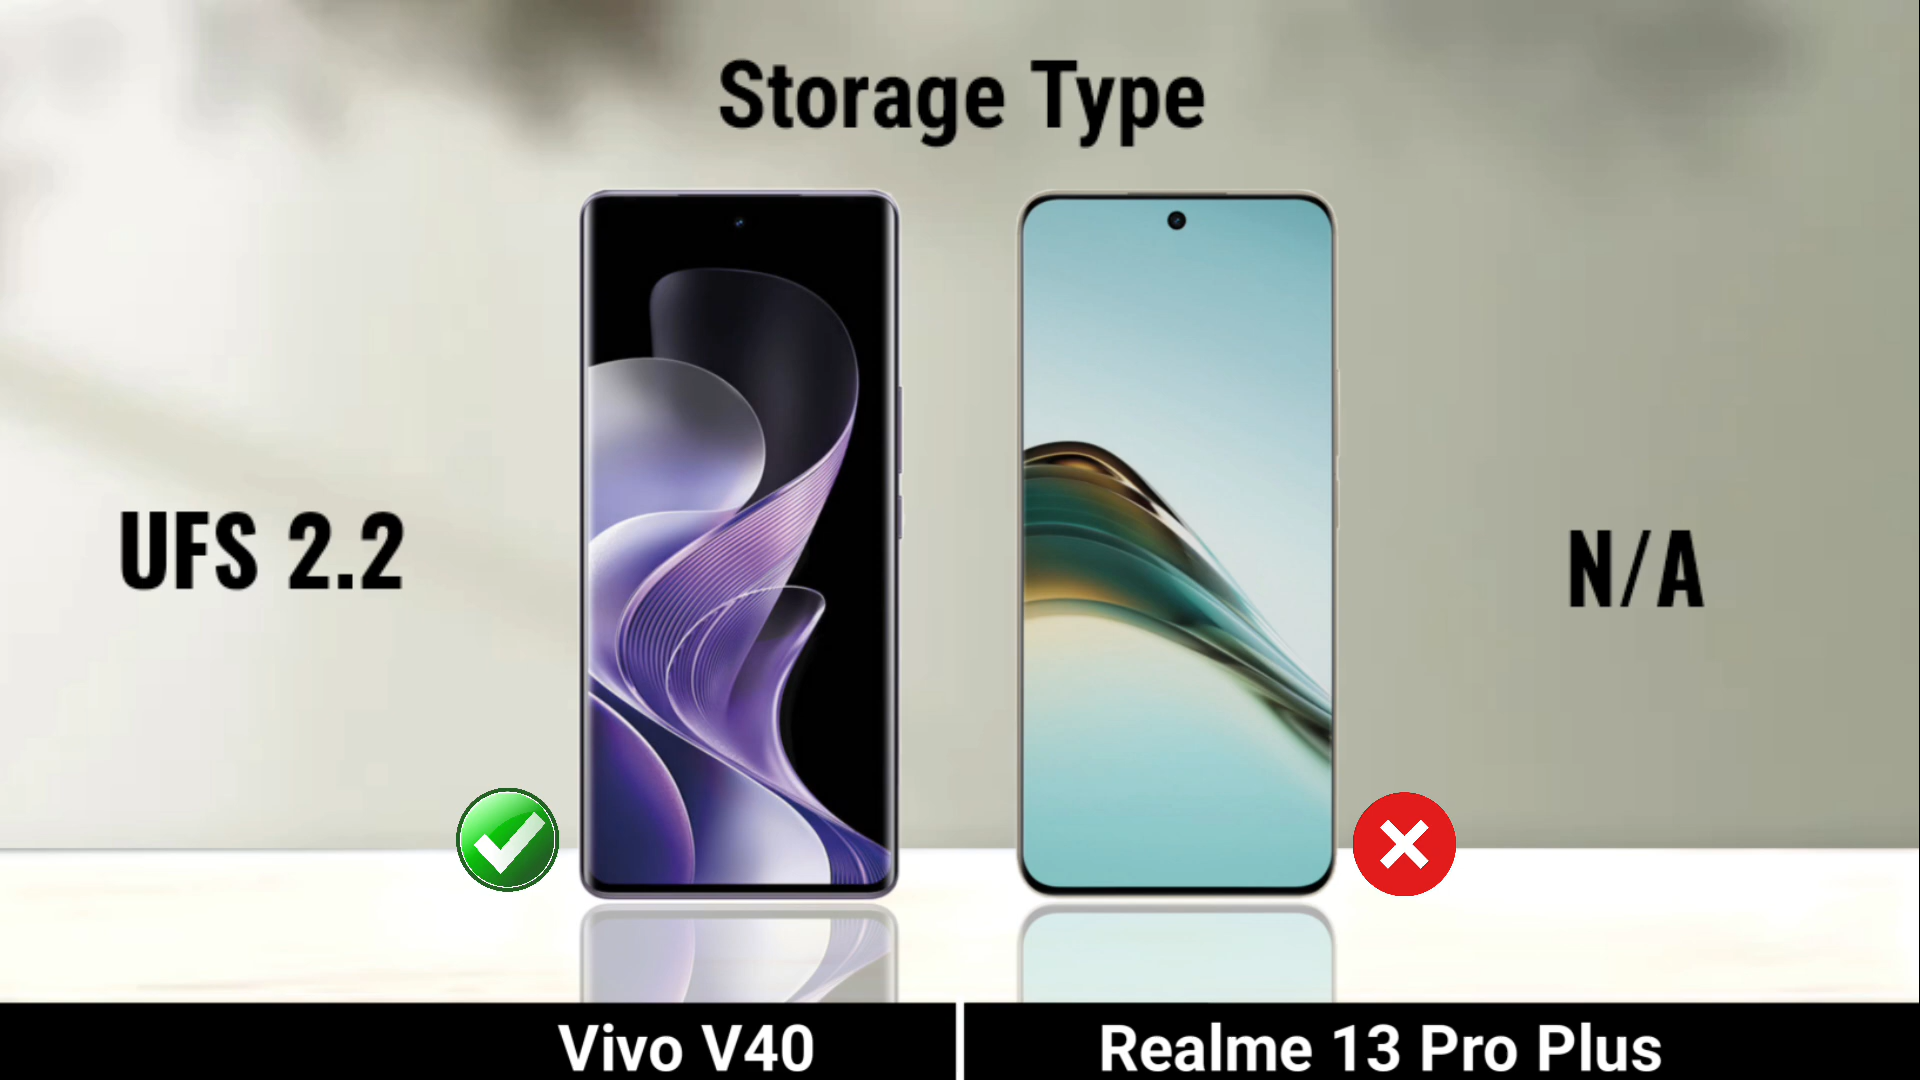 Storage Type
UFS 2.2
N/A
Vivo V40
Realme 13 Pro Plus